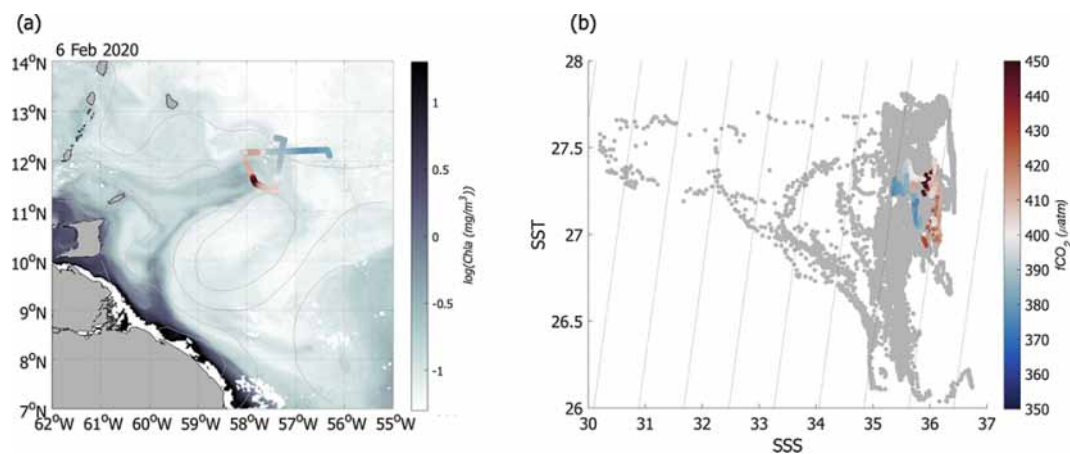 (a)
6 Feb 2020
14°N
13°N
12°N
11°N
10°N
9°N
8°N
7°N
62°W 61°W 60°W 59°W 58°W 57°W 56°W 55°W
1
0.5
0
-0.5
-1
log(Chla (mg/m³))
(b)
28
27.5
27
26.5
26
SST
30 31 32 33 34 35 36 37
SSS
450
440
430
420
410
400
390
380
370
360
350
fCO₂ (µatm)